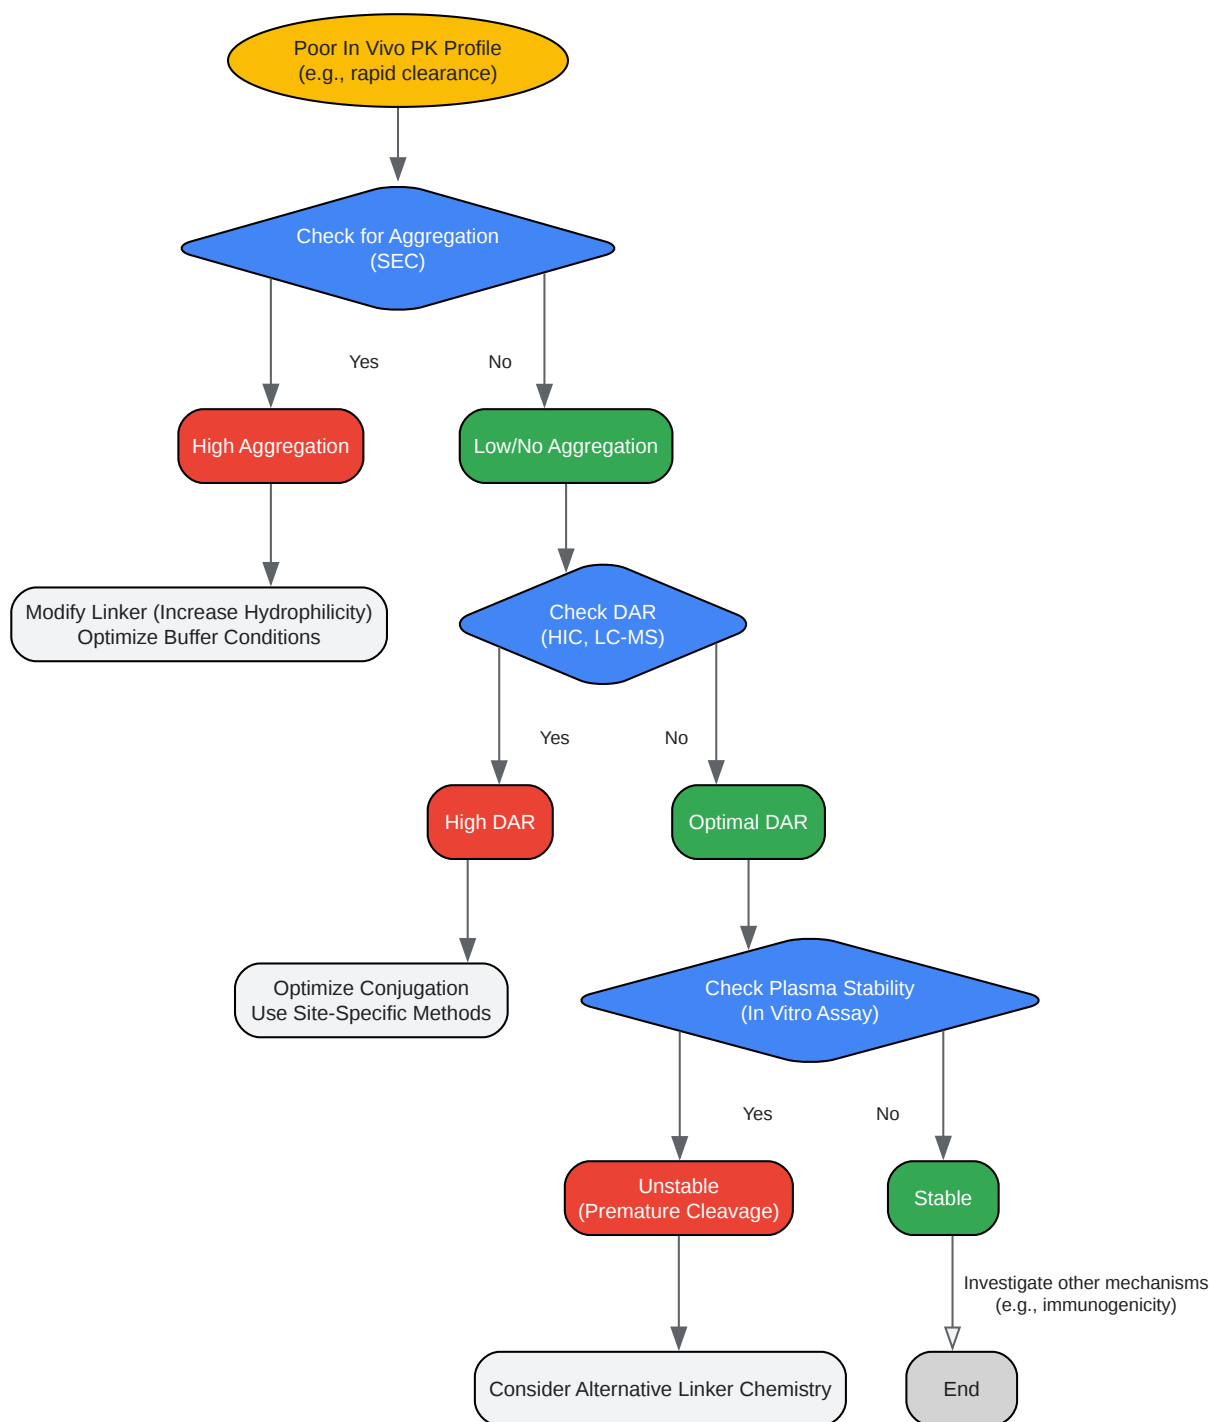 Poor In Vivo PK Profile
(e.g., rapid clearance)
Check for Aggregation
(SEC)
Yes
No
High Aggregation
Low/No Aggregation
Modify Linker (Increase Hydrophilicity)
Optimize Buffer Conditions
Check DAR
(HIC, LC-MS)
Yes
No
High DAR
Optimal DAR
Optimize Conjugation
Use Site-Specific Methods
Check Plasma Stability
(In Vitro Assay)
Yes
No
Unstable
(Premature Cleavage)
Stable
Investigate other mechanisms
(e.g., immunogenicity)
Consider Alternative Linker Chemistry
End